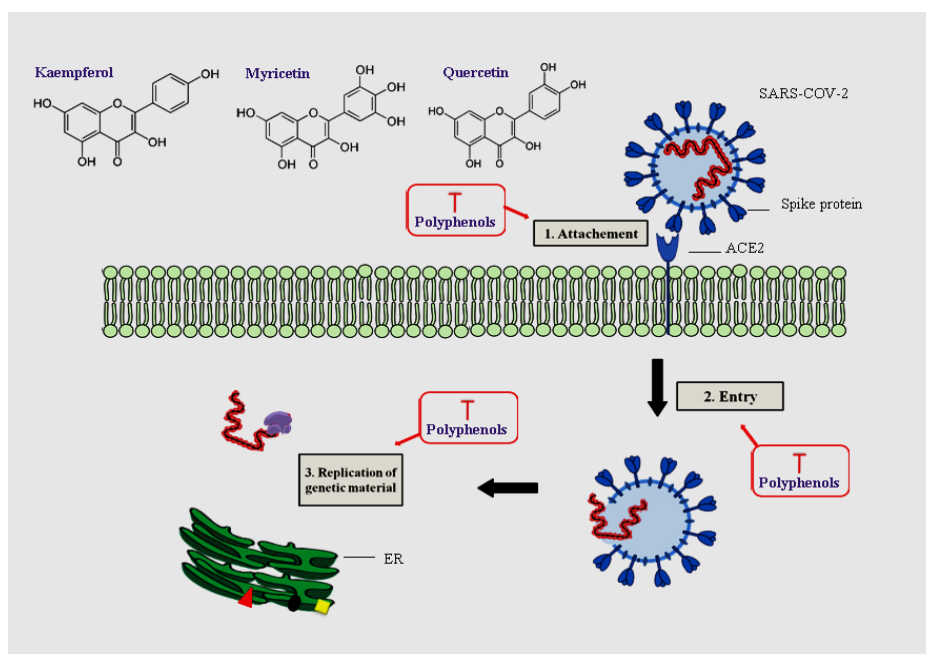 Kaempferol
Myricetin
Quercetin
SARS-COV-2
OH
HO
O
OH
OH
O
OH
OH
OH
HO
O
OH
OH
O
OH
OH
HO
O
OH
OH
O
Spike protein
Polyphenols
1. Attachement
ACE2
2. Entry
Polyphenols
3. Replication of
genetic material
Polyphenols
ER